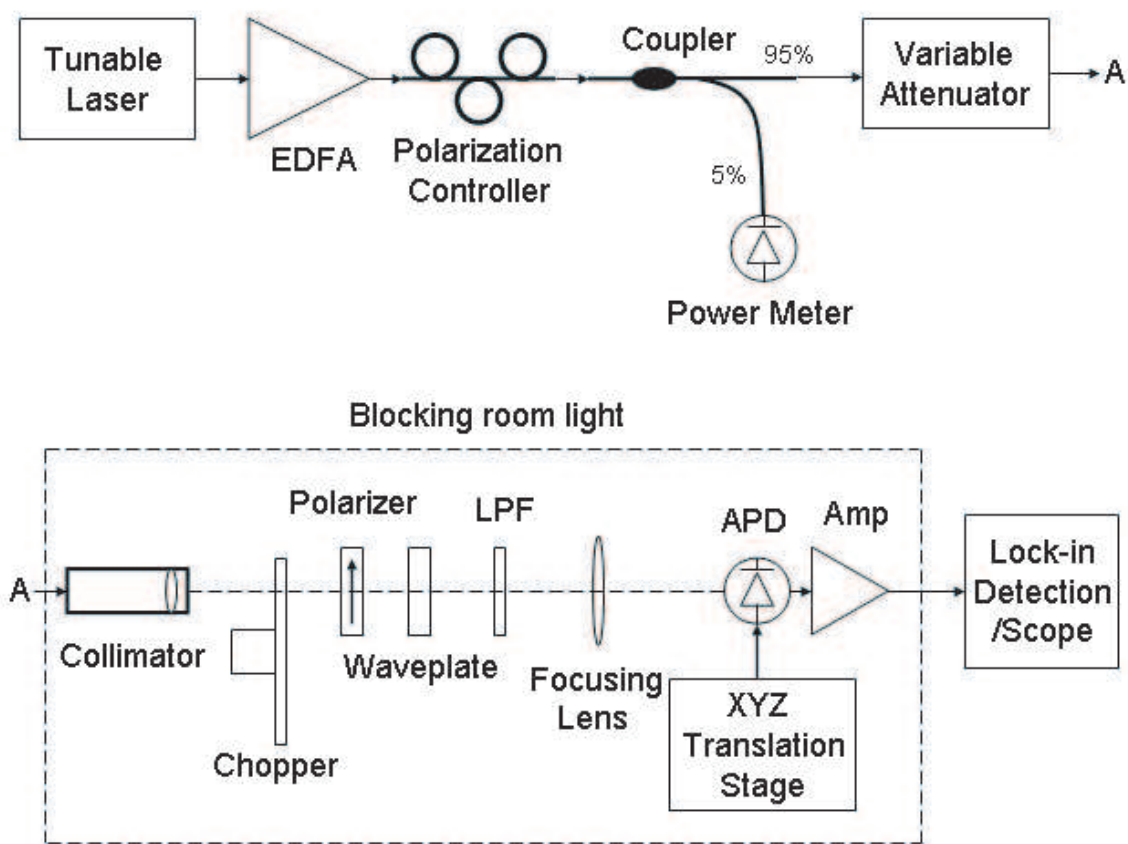 Tunable
Laser
EDFA
Polarization
Controller
Coupler
95%
5%
Power Meter
Variable
Attenuator
A
Blocking room light
A
Collimator
Chopper
Polarizer
Waveplate
LPF
Focusing
Lens
APD
Amp
XYZ
Translation
Stage
Lock-in
Detection
/Scope